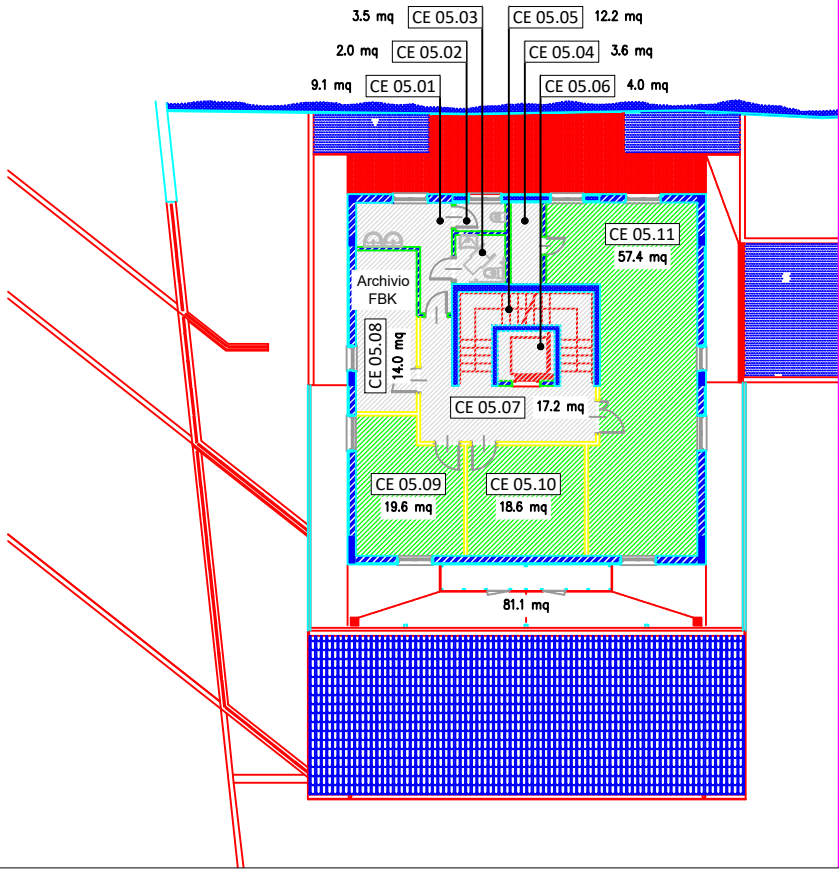 3.5 mq CE 05.03 CE 05.05 12.2 mq
2.0 mq CE 05.02 CE 05.04 3.6 mq
9.1 mq CE 05.01 CE 05.06 4.0 mq
CE 05.11
57.4 mq
Archivio
FBK
CE 05.08
14.0 mq
CE 05.07 17.2 mq
CE 05.09
19.6 mq
CE 05.10
18.6 mq
81.1 mq